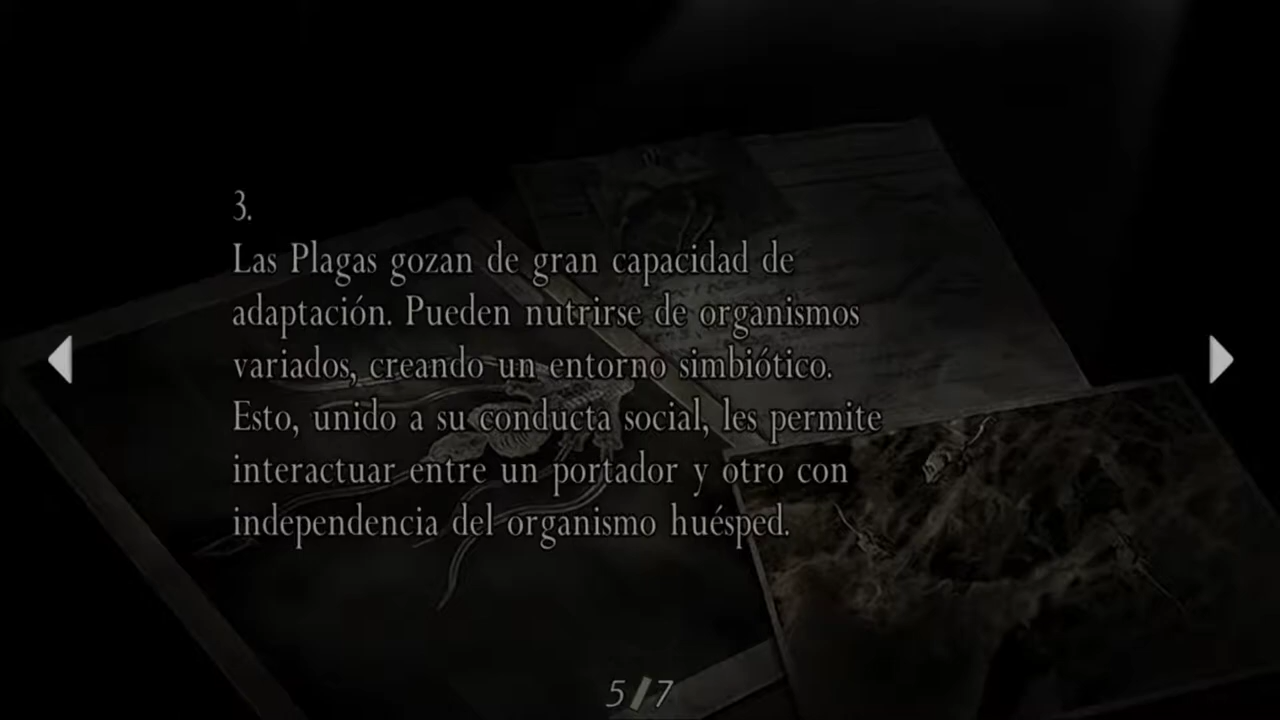 3.
Las Plagas gozan de gran capacidad de
adaptación. Pueden nutrirse de organismos
variados, creando un entorno simbiótico.
Esto, unido a su conducta social, les permite
interactuar entre un portador y otro con
independencia del organismo huésped.
5/7